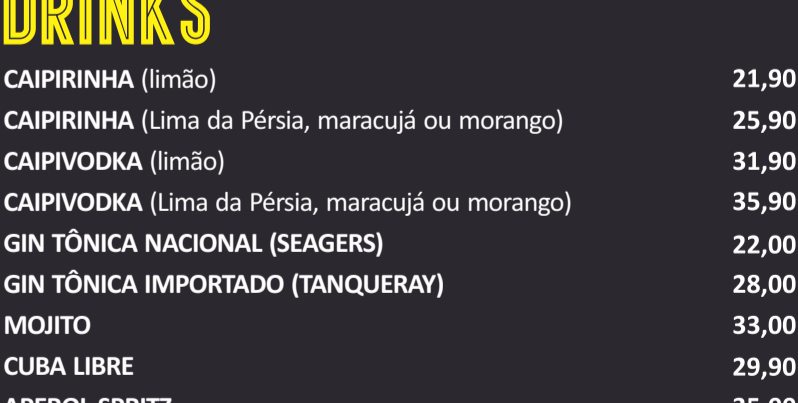 DRINKS
CAIPIRINHA (limão) 21,90
CAIPIRINHA (Lima da Pérsia, maracujá ou morango) 25,90
CAIPIVODKA (limão) 31,90
CAIPIVODKA (Lima da Pérsia, maracujá ou morango) 35,90
GIN TÔNICA NACIONAL (SEAGERS) 22,00
GIN TÔNICA IMPORTADO (TANQUERAY) 28,00
MOJITO 33,00
CUBA LIBRE 29,90
APEROL SPRITZ